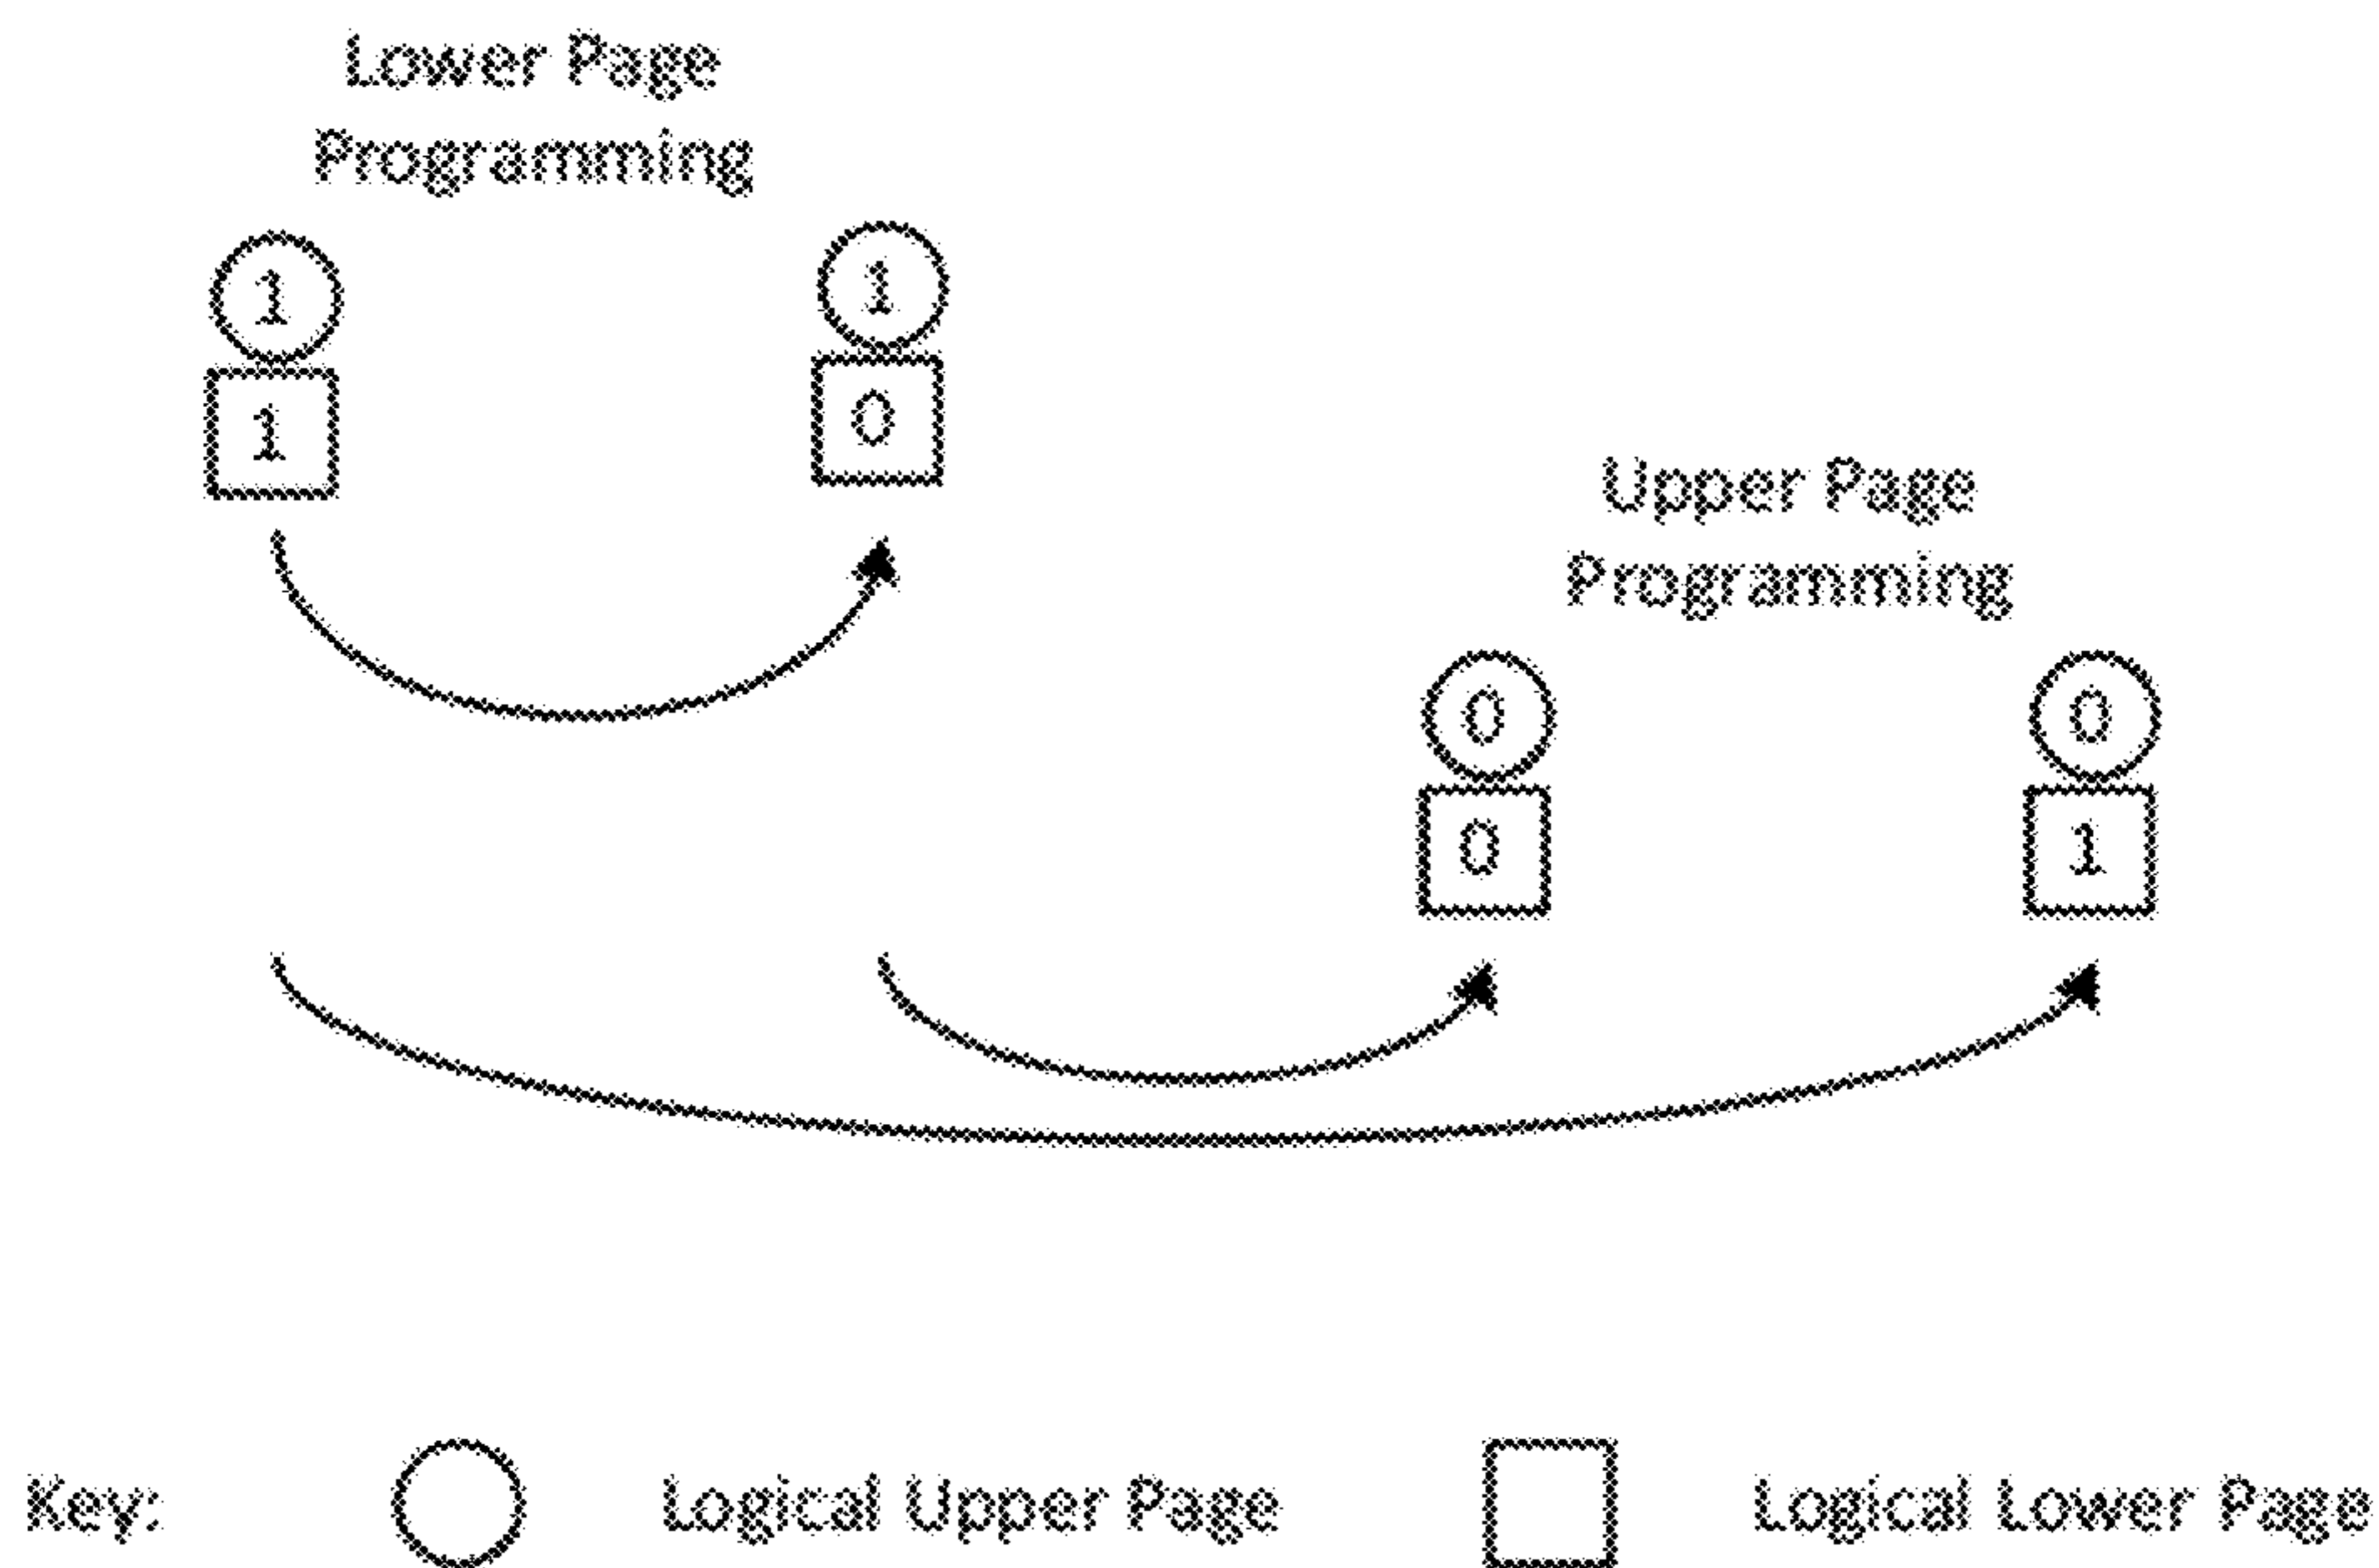 Lower Page
Programming
1 1
1 0
Upper Page
Programming
0 0
0 1
Key: Logical Upper Page Logical Lower Page